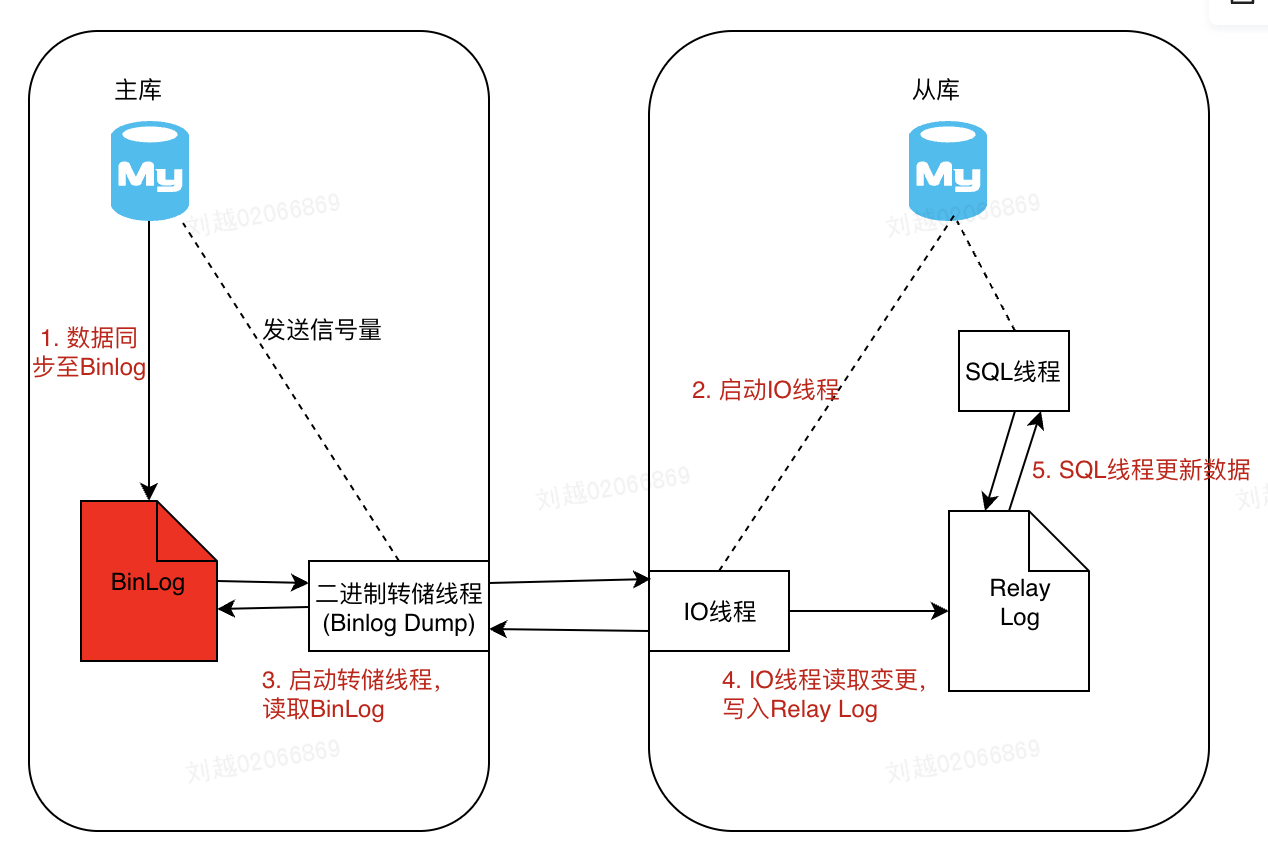 主库
从库
My
My
刘越02066869
刘越02066869
发送信号量
1. 数据同
步至Binlog
2. 启动IO线程
SQL线程
5. SQL线程更新数据
刘越02066869
BinLog
二进制转储线程
(Binlog Dump)
IO线程
Relay
Log
3. 启动转储线程，
读取BinLog
4. IO线程读取变更，
写入Relay Log
刘越02066869
刘越02066869